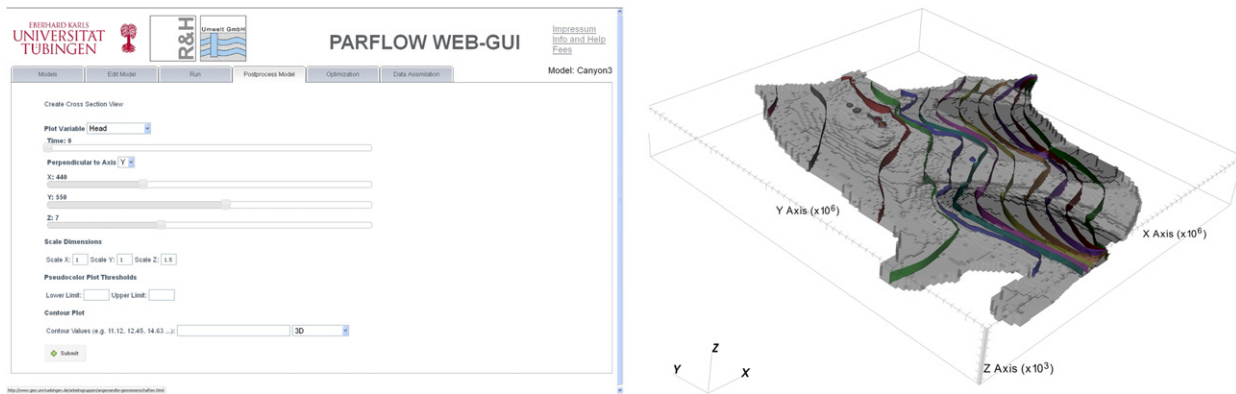 EBERHARD KARLS
UNIVERSITÄT
TÜBINGEN
R&H
Umwelt GmbH
PARFLOW WEB-GUI
Impressum
Info and Help
Fees
Models
Edit Model
Run
Postprocess Model
Optimization
Data Assimilation
Model: Canyon3
Create Cross Section View
Plot Variable Head
Time: 0
Perpendicular to Axis Y
X: 440
Y: 550
Z: 7
Scale Dimensions
Scale X: 1 Scale Y: 1 Scale Z: 1.5
Pseudocolor Plot Thresholds
Lower Limit: Upper Limit:
Contour Plot
Contour Values (e.g. 11.12, 12.45, 14.63 ...): 3D
Submit
Y Axis (x10⁶)
X Axis (x10⁶)
Z Axis (x10³)
Z
Y
X